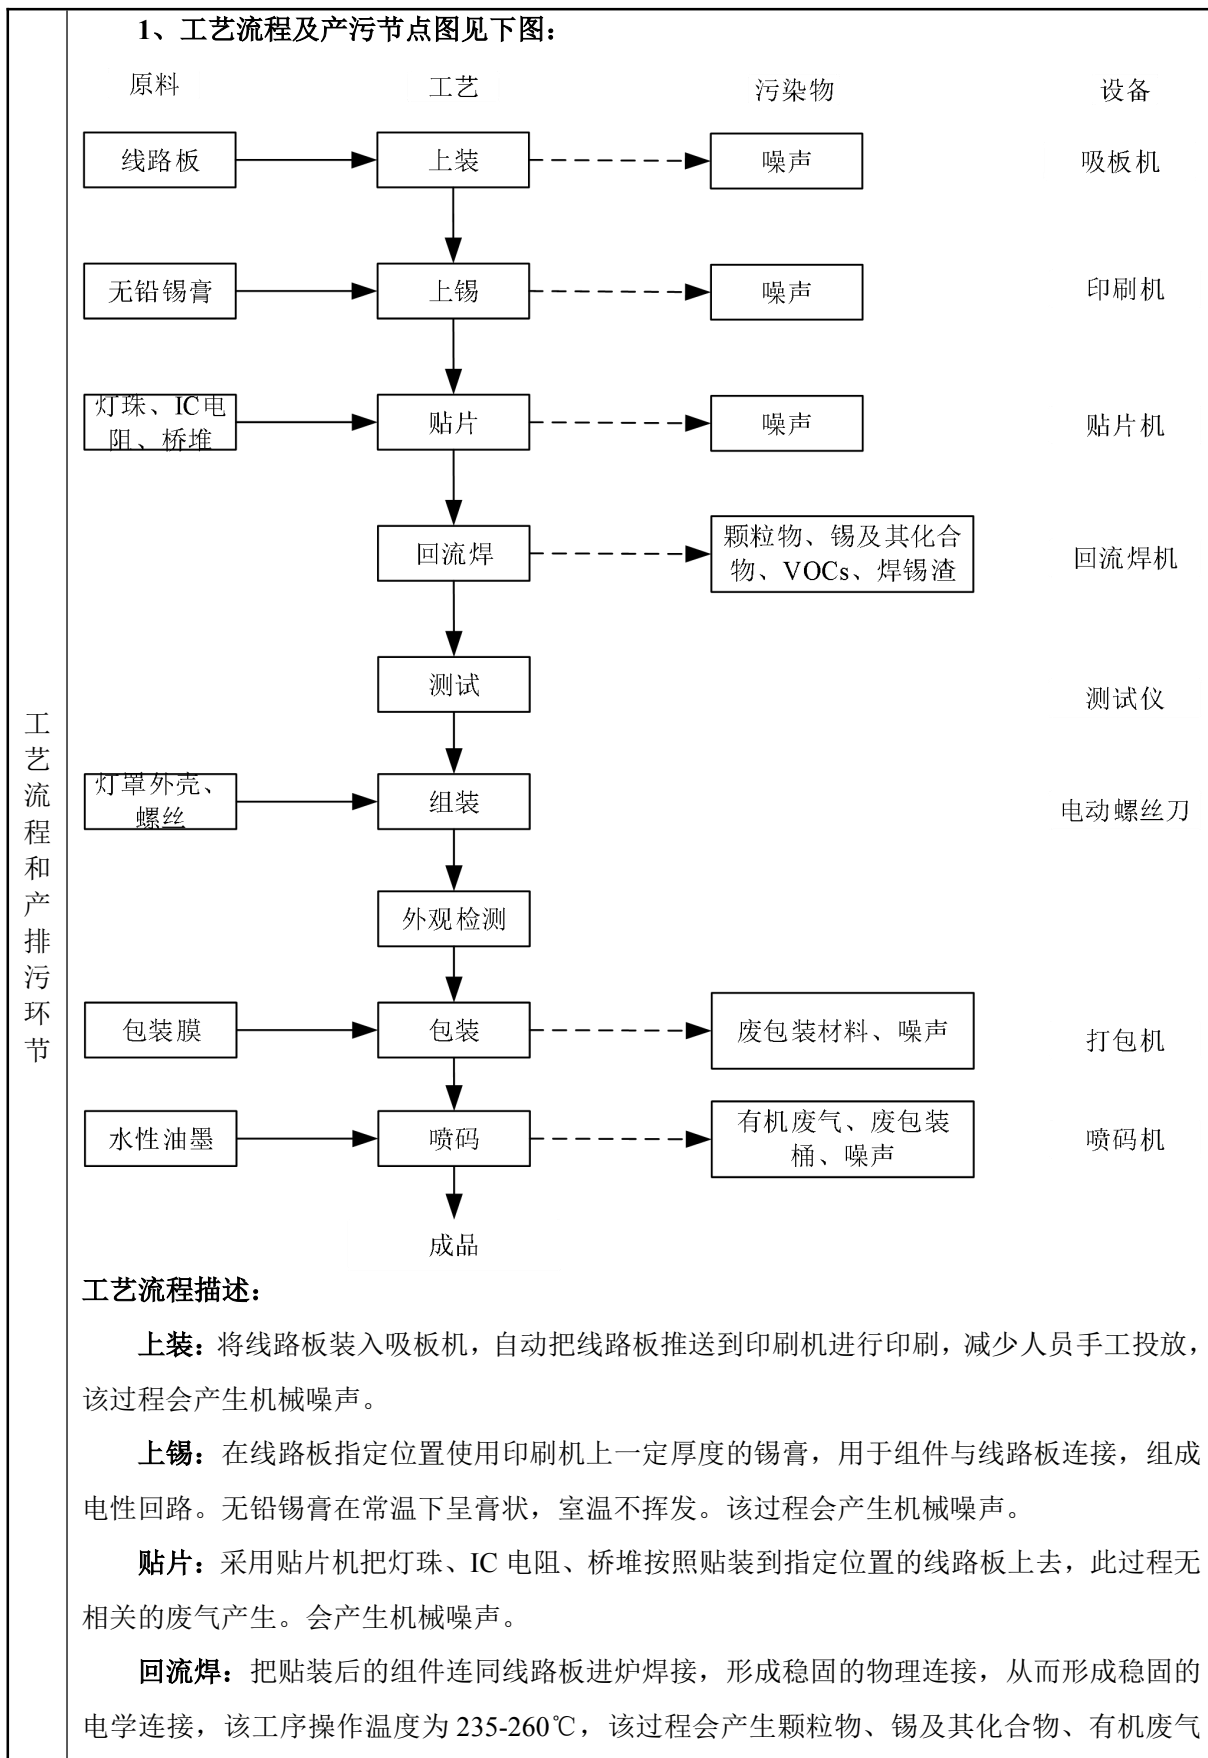 1、工艺流程及产污节点图见下图：
原料 工艺 污染物 设备
线路板 上装 噪声 吸板机
无铅锡膏 上锡 噪声 印刷机
灯珠、IC电
阻、桥堆 贴片 噪声 贴片机
回流焊 颗粒物、锡及其化合
物、VOCs、焊锡渣 回流焊机
测试 测试仪
灯罩外壳、
螺丝 组装 电动螺丝刀
外观检测
包装膜 包装 废包装材料、噪声 打包机
水性油墨 喷码 有机废气、废包装
桶、噪声 喷码机
成品
工艺流程和产排污环节
工艺流程描述：
上装：将线路板装入吸板机，自动把线路板推送到印刷机进行印刷，减少人员手工投放，
该过程会产生机械噪声。
上锡：在线路板指定位置使用印刷机上一定厚度的锡膏，用于组件与线路板连接，组成
电性回路。无铅锡膏在常温下呈膏状，室温不挥发。该过程会产生机械噪声。
贴片：采用贴片机把灯珠、IC 电阻、桥堆按照贴装到指定位置的线路板上去，此过程无
相关的废气产生。会产生机械噪声。
回流焊：把贴装后的组件连同线路板进炉焊接，形成稳固的物理连接，从而形成稳固的
电学连接，该工序操作温度为 235-260℃，该过程会产生颗粒物、锡及其化合物、有机废气